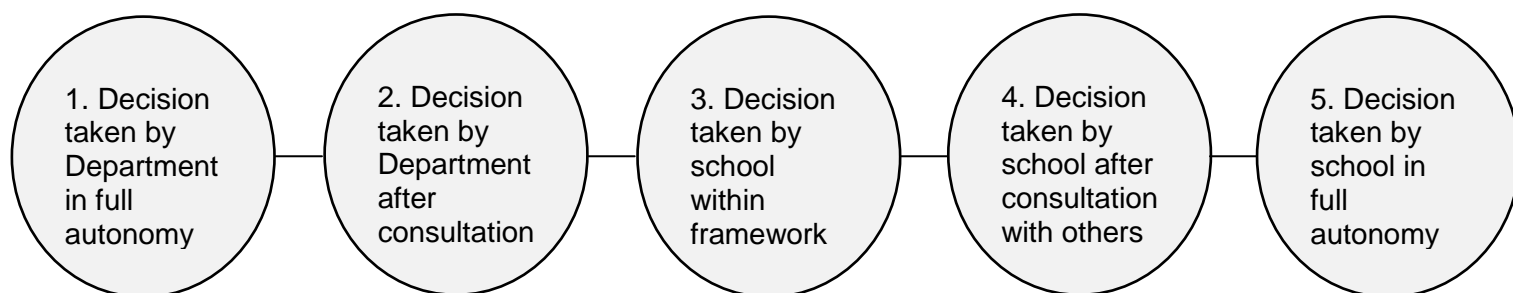 1. Decision
taken by
Department
in full
autonomy
2. Decision
taken by
Department
after
consultation
3. Decision
taken by
school
within
framework
4. Decision
taken by
school after
consultation
with others
5. Decision
taken by
school in
full
autonomy